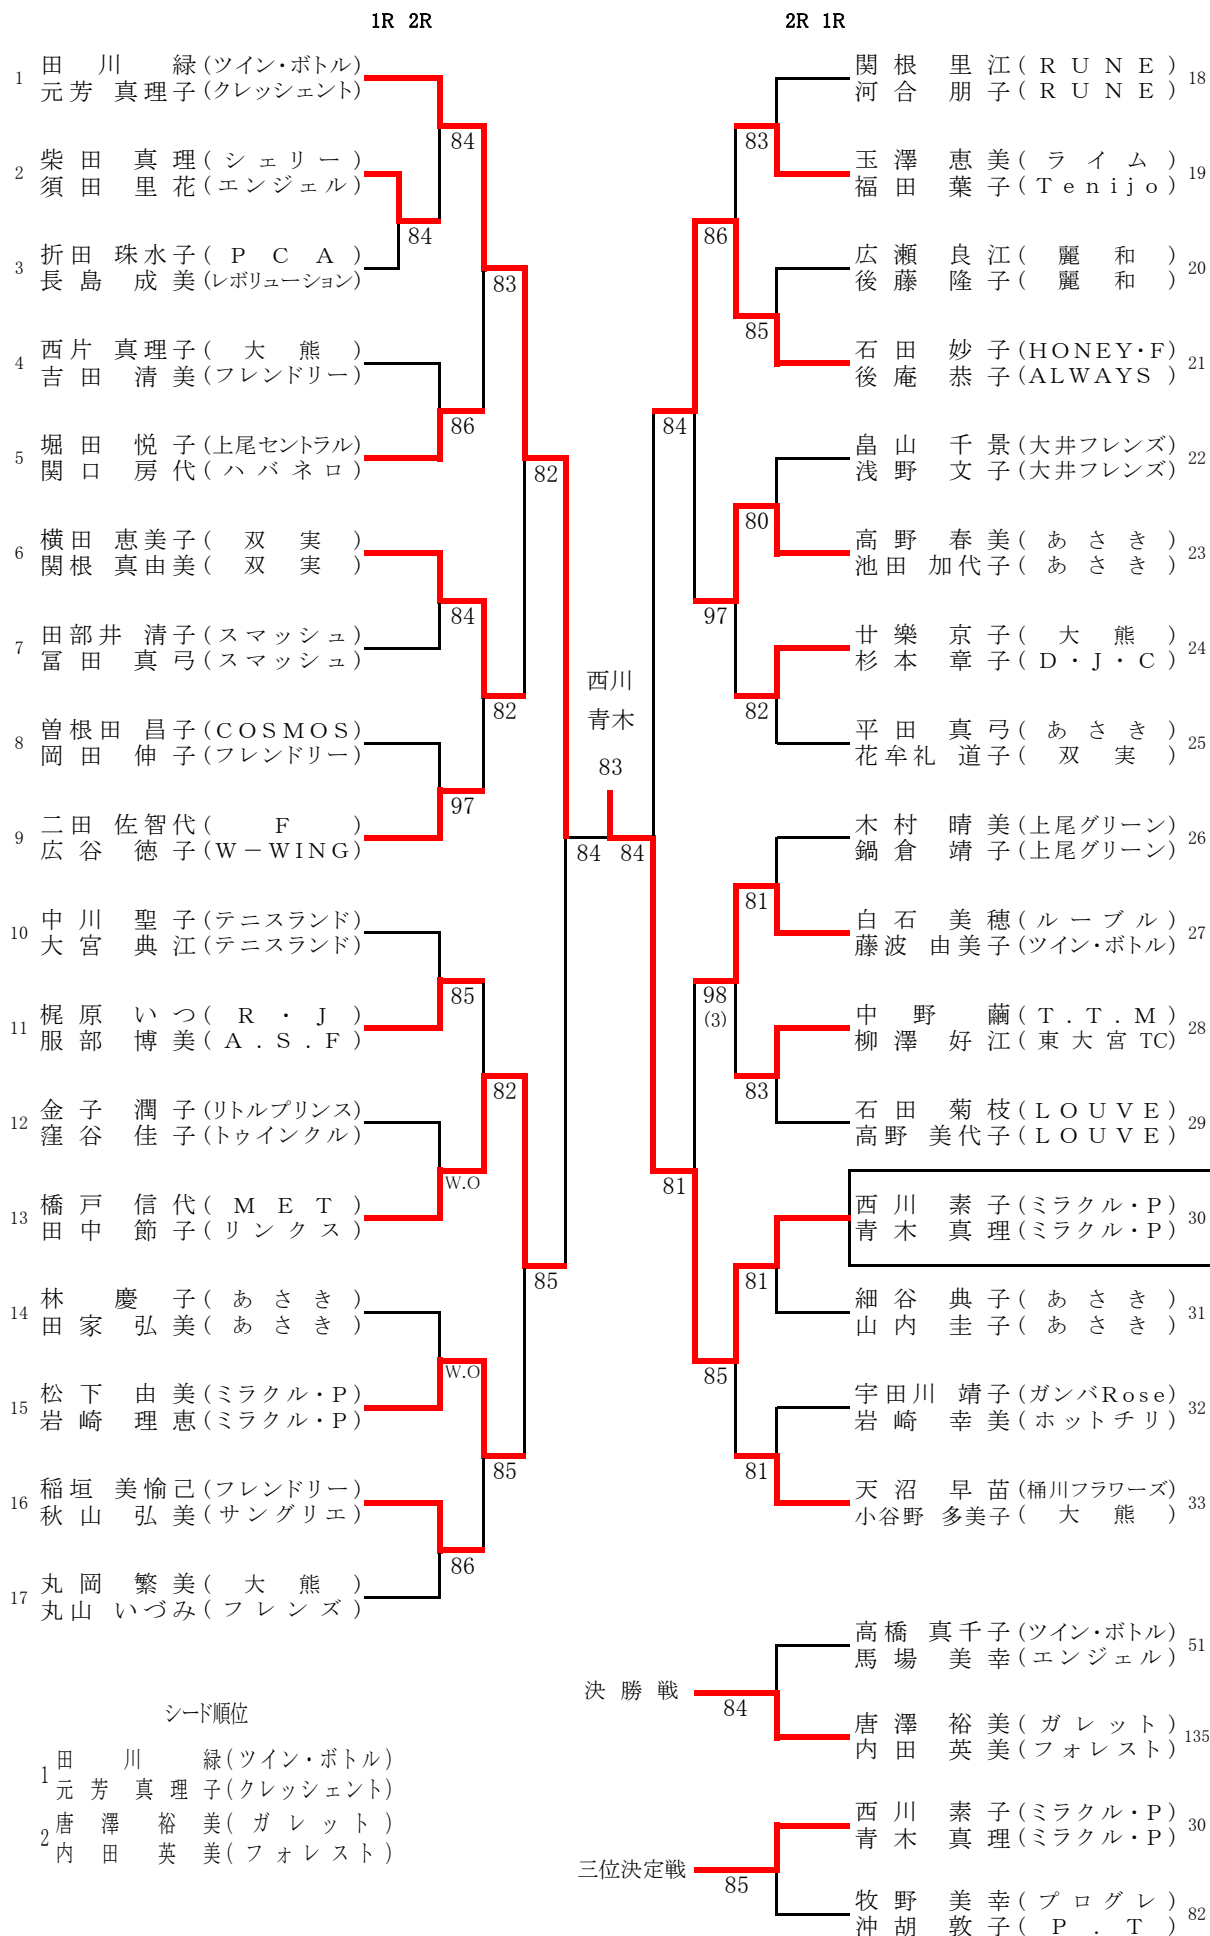 1R 2R
2R 1R
1 田川 緑(ツイン・ボトル)
元芳 真理子(クレッシェント)
84
2 柴田 真理(シェリー)
須田 里花(エンジェル)
84
3 折田 珠水子(PCA)
長島 成美(レボリューション)
83
4 西片 真理子(大熊)
吉田 清美(フレンドリー)
86
5 堀田 悦子(上尾セントラル)
関口 房代(ハバネロ)
82
6 横田 恵美子(双実)
関根 真由美(双実)
84
7 田部井 清子(スマッシュ)
冨田 真弓(スマッシュ)
82
8 曽根田 昌子(COSMOS)
岡田 伸子(フレンドリー)
97
9 二田 佐智代(F)
広谷 徳子(W-WING)
84
10 中川 聖子(テニスランド)
大宮 典江(テニスランド)
85
11 梶原 いつ(R・J)
服部 博美(A.S.F)
82
12 金子 潤子(リトルプリンス)
窪谷 佳子(トゥインクル)
W.O
13 橋戸 信代(MET)
田中 節子(リンクス)
85
14 林 慶子(あさき)
田家 弘美(あさき)
W.O
15 松下 由美(ミラクル・P)
岩崎 理恵(ミラクル・P)
85
16 稲垣 美愉己(フレンドリー)
秋山 弘美(サングリエ)
86
17 丸岡 繁美(大熊)
丸山 いづみ(フレンズ)
西川
青木
83
84
関根 里江(RUNE) 18
河合 朋子(RUNE)
83
玉澤 恵美(ライム) 19
福田 葉子(Tenijo)
86
広瀬 良江(麗和) 20
後藤 隆子(麗和)
85
石田 妙子(HONEY・F) 21
後庵 恭子(ALWAYS)
84
畠山 千景(大井フレンズ) 22
浅野 文子(大井フレンズ)
80
高野 春美(あさき) 23
池田 加代子(あさき)
97
廿樂 京子(大熊) 24
杉本 章子(D・J・C)
82
平田 真弓(あさき) 25
花牟礼 道子(双実)
木村 晴美(上尾グリーン) 26
鍋倉 靖子(上尾グリーン)
81
白石 美穂(ルーブル) 27
藤波 由美子(ツイン・ボトル)
98
(3)
中野 繭(T.T.M) 28
柳澤 好江(東大宮TC)
83
石田 菊枝(LOUVE) 29
高野 美代子(LOUVE)
81
西川 素子(ミラクル・P) 30
青木 真理(ミラクル・P)
81
細谷 典子(あさき) 31
山内 圭子(あさき)
85
宇田川 靖子(ガンバRose) 32
岩崎 幸美(ホットチリ)
81
天沼 早苗(桶川フラワーズ) 33
小谷野 多美子(大熊)
高橋 真千子(ツイン・ボトル) 51
馬場 美幸(エンジェル)
決勝戦
84
唐澤 裕美(ガレット) 135
内田 英美(フォレスト)
西川 素子(ミラクル・P) 30
青木 真理(ミラクル・P)
三位決定戦
85
牧野 美幸(プログレ) 82
沖胡 敦子(P.T)
シード順位
1 田川 緑(ツイン・ボトル)
元芳 真理子(クレッシェント)
2 唐澤 裕美(ガレット)
内田 英美(フォレスト)